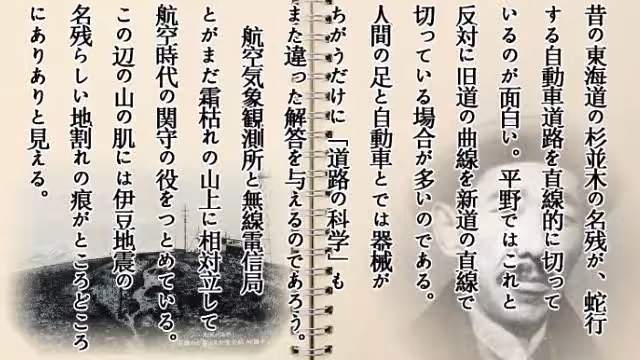 昔の東海道の杉並木の名残が、蛇行
する自動車道路を直線的に切って
いるのが面白い。平野ではこれと
反対に旧道の曲線を新道の直線で
切っている場合が多いのである。
人間の足と自動車とでは器械が
ちがうだけに「道路の科学」も
また違った解答を与えるのであろう。
航空気象観測所と無線電信局
とがまだ霜枯れの山上に相対立して
航空時代の関守の役をつとめている。
この辺の山の肌には伊豆地震の
名残らしい地割れの痕がところどころ
にありありと見える。